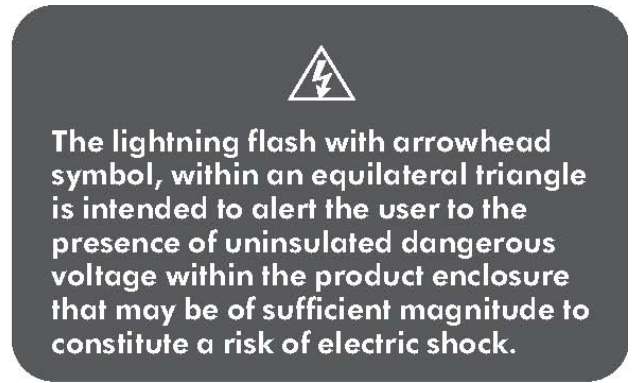 The lightning flash with arrowhead
symbol, within an equilateral triangle
is intended to alert the user to the
presence of uninsulated dangerous
voltage within the product enclosure
that may be of sufficient magnitude to
constitute a risk of electric shock.